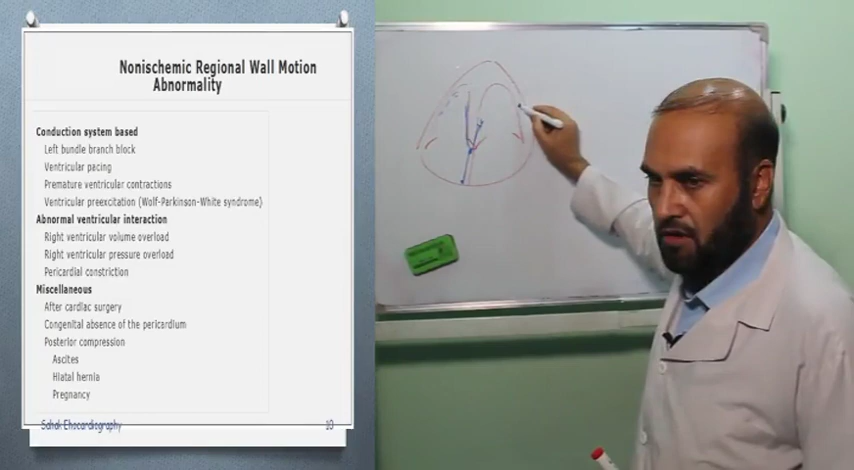 Nonischemic Regional Wall Motion
Abnormality
Conduction system based
Left bundle branch block
Ventricular pacing
Premature ventricular contractions
Ventricular preexcitation (Wolf-Parkinson-White syndrome)
Abnormal ventricular interaction
Right ventricular volume overload
Right ventricular pressure overload
Pericardial constriction
Miscellaneous
After cardiac surgery
Congenital absence of the pericardium
Posterior compression
Ascites
Hiatal hernia
Pregnancy
Sahak Ehocardiography
10